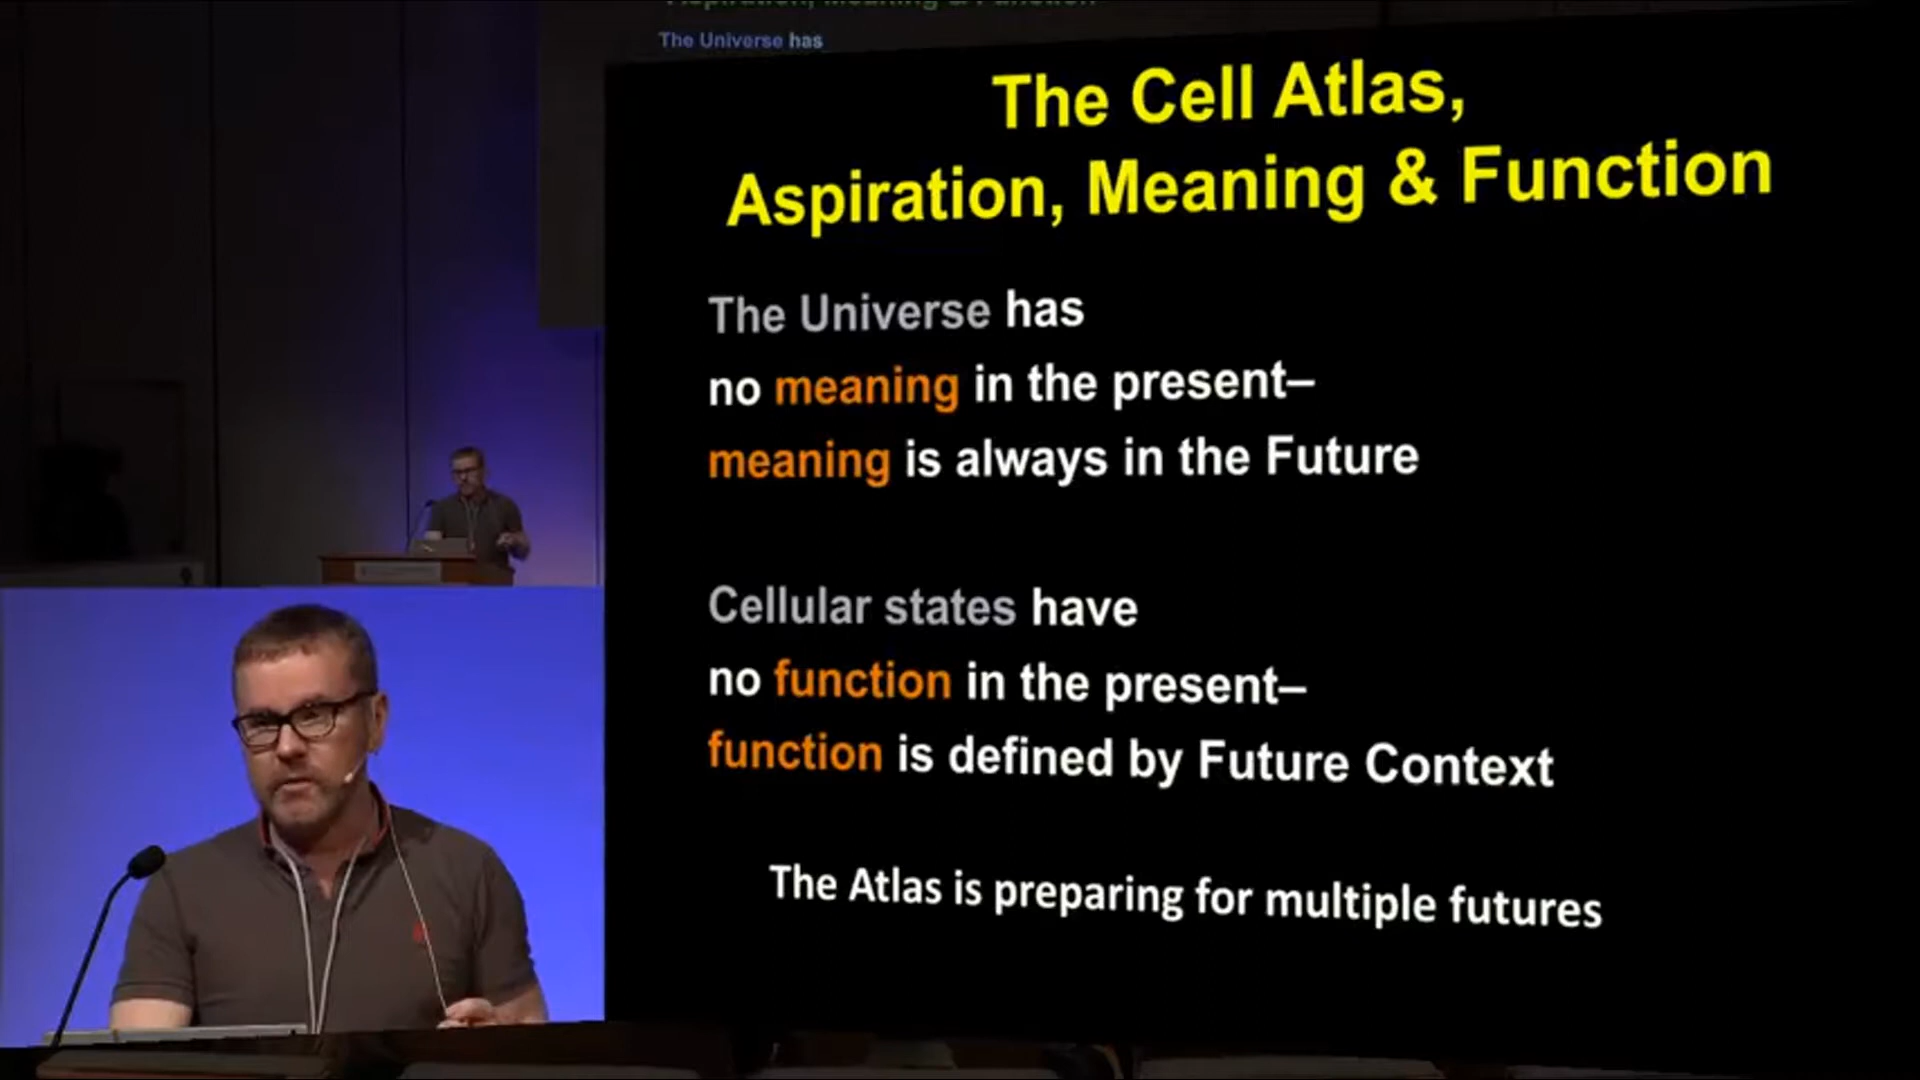 The Universe has
The Cell Atlas,
Aspiration, Meaning & Function
The Universe has
no meaning in the present–
meaning is always in the Future
Cellular states have
no function in the present–
function is defined by Future Context
The Atlas is preparing for multiple futures